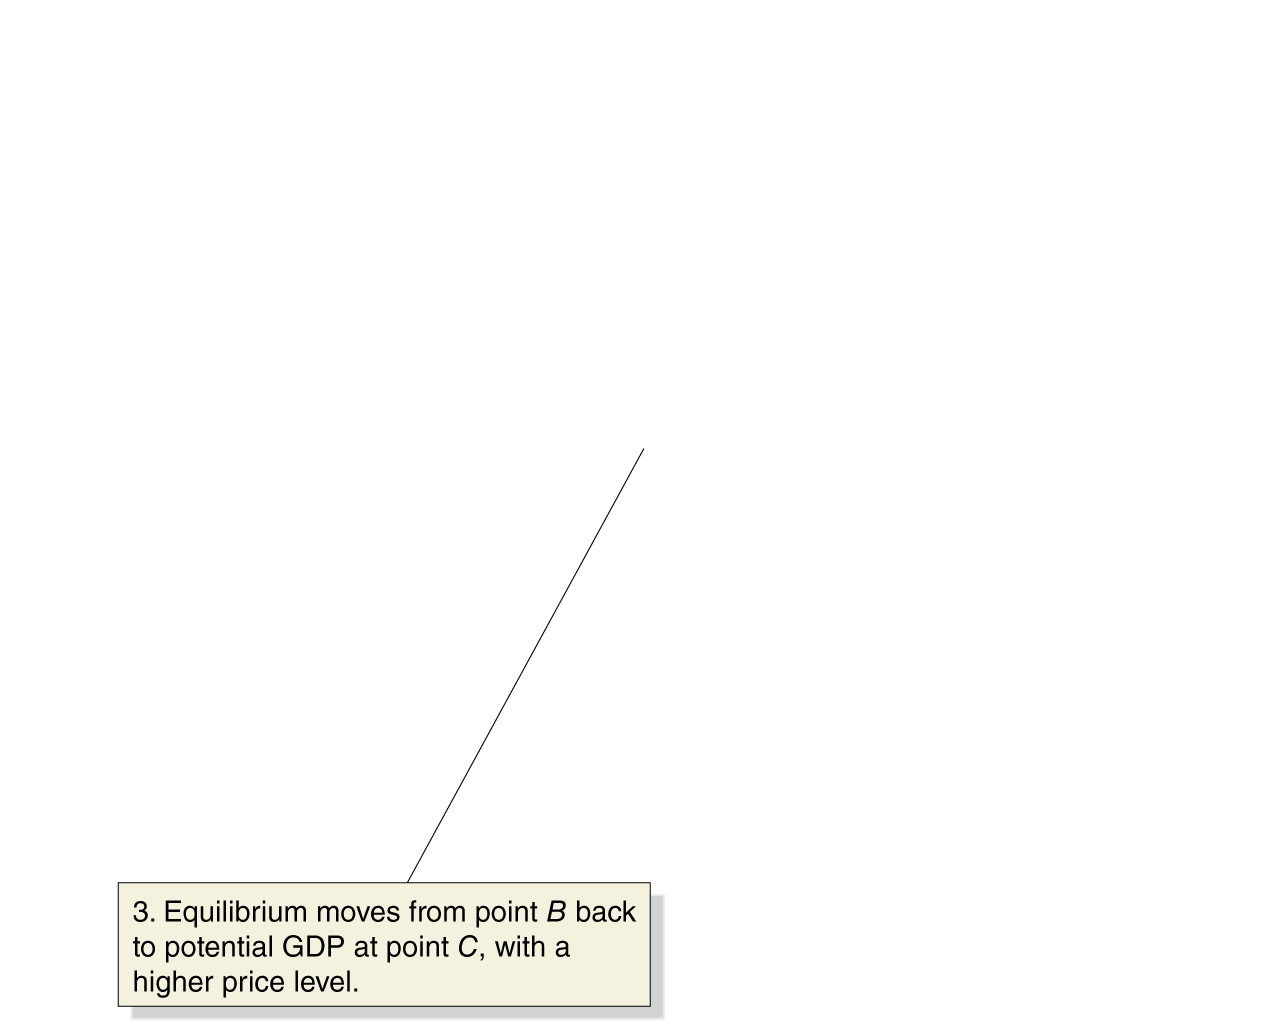 3. Equilibrium moves from point B back
to potential GDP at point C, with a
higher price level.